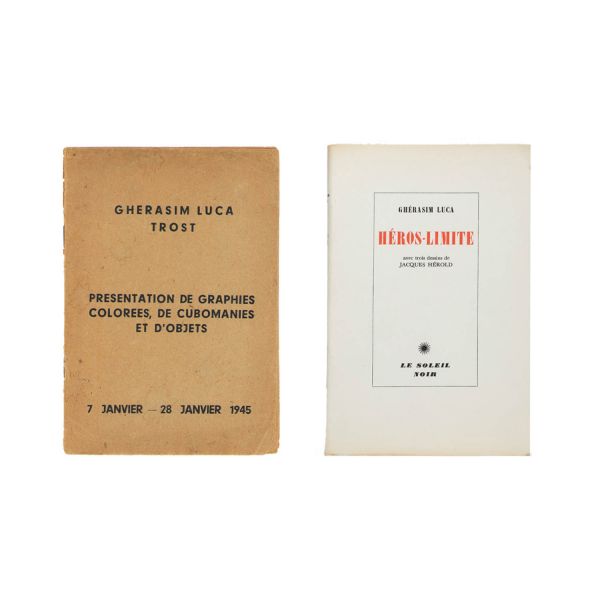 GHERASIM LUCA
TROST
PRESENTATION DE GRAPHIES
COLOREES, DE CUBOMANIES
ET D'OBJETS
7 JANVIER — 28 JANVIER 1945
GHÉRASIM LUCA
HÉROS-LIMITE
avec trois dessins de
JACQUES HÉROLD
LE SOLEIL
NOIR